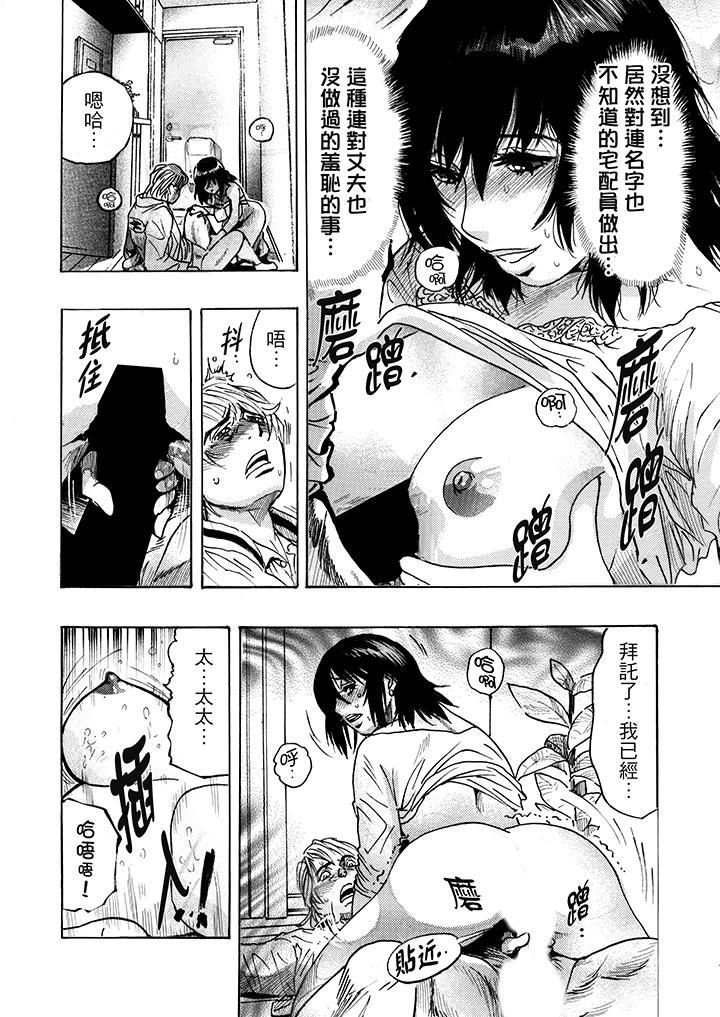 沒想到…
居然對連名字也
不知道的宅配員做出…
這種連對丈夫也
沒做過的羞恥的事…
哈啊
啊…
磨蹭
磨蹭
嗯哈…
呼…
哈啊
唔…
抖…
抵住
拜託了…我已經…
哈啊
呼…
磨蹭…
貼近…
太…太太…
插
哈唔唔！